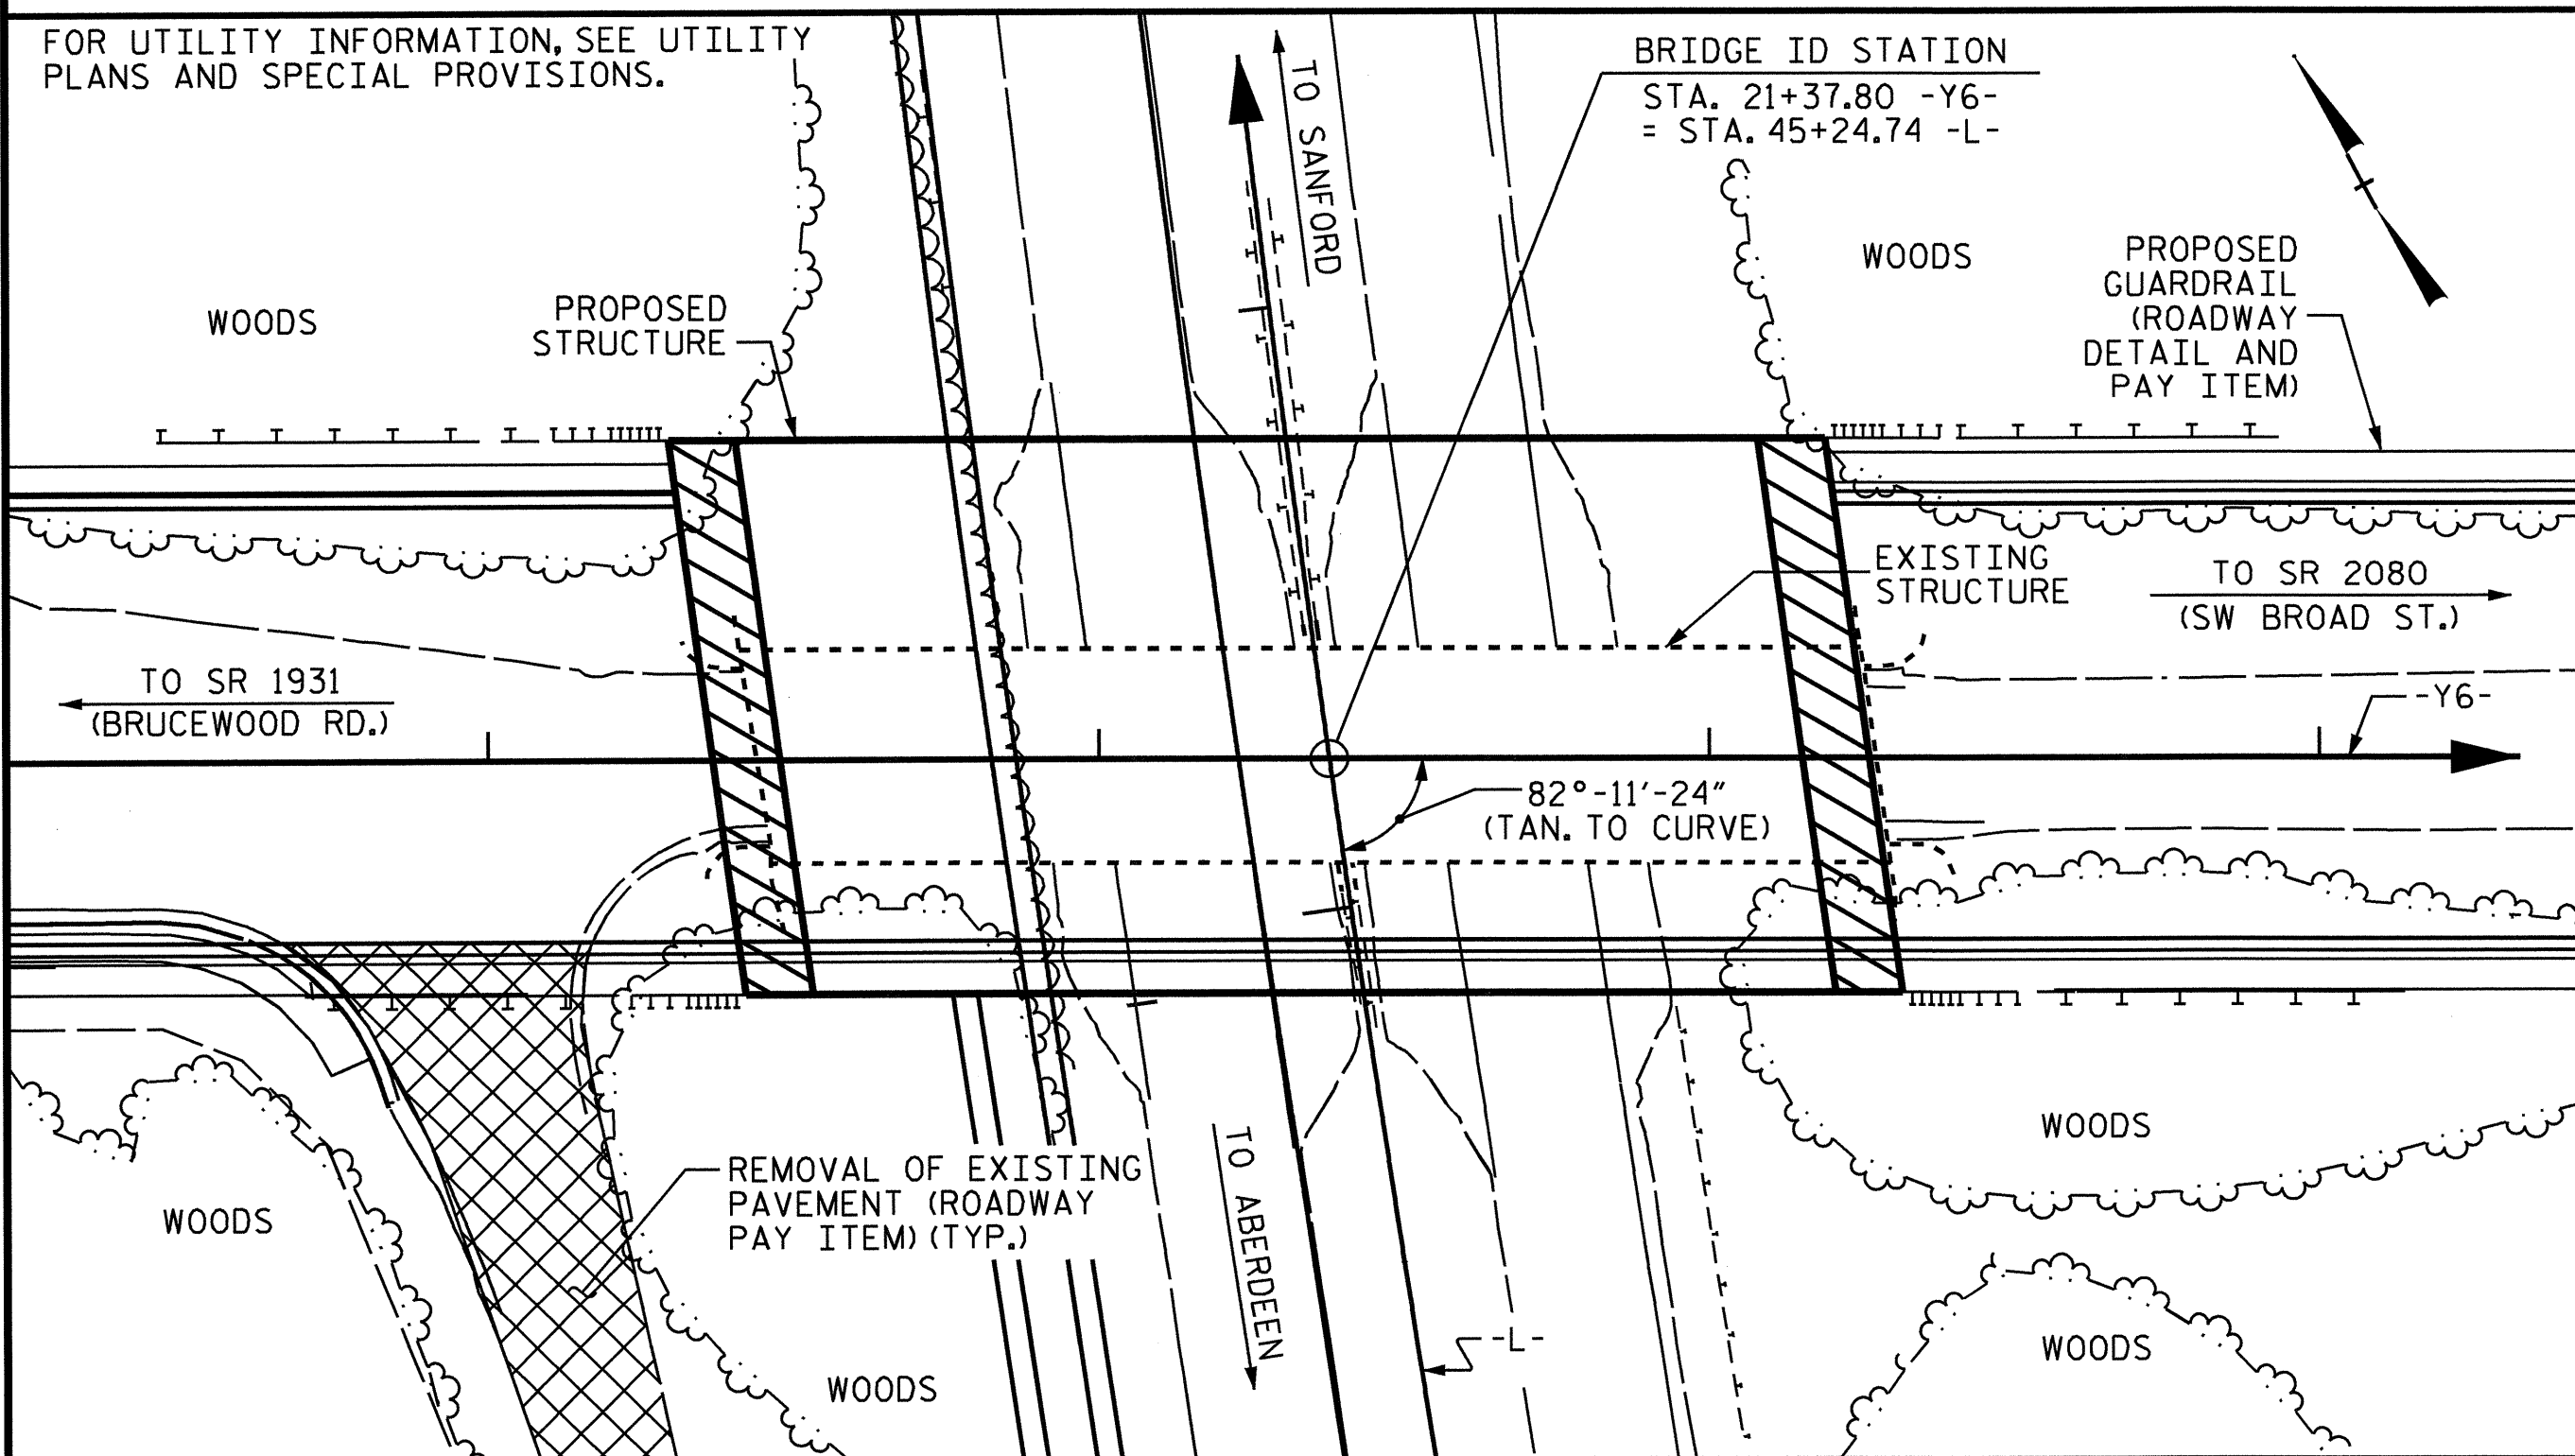 FOR UTILITY INFORMATION, SEE UTILITY
PLANS AND SPECIAL PROVISIONS.
BRIDGE ID STATION
STA. 21+37.80 -Y6-
= STA. 45+24.74 -L-
TO SANFORD
WOODS
PROPOSED
STRUCTURE
WOODS
PROPOSED
GUARDRAIL
(ROADWAY
DETAIL AND
PAY ITEM)
EXISTING
STRUCTURE
TO SR 2080
(SW BROAD ST.)
TO SR 1931
(BRUCEWOOD RD.)
-Y6-
82°-11'-24"
(TAN. TO CURVE)
REMOVAL OF EXISTING
PAVEMENT (ROADWAY
PAY ITEM) (TYP.)
WOODS
TO ABERDEEN
WOODS
-L-
WOODS
WOODS